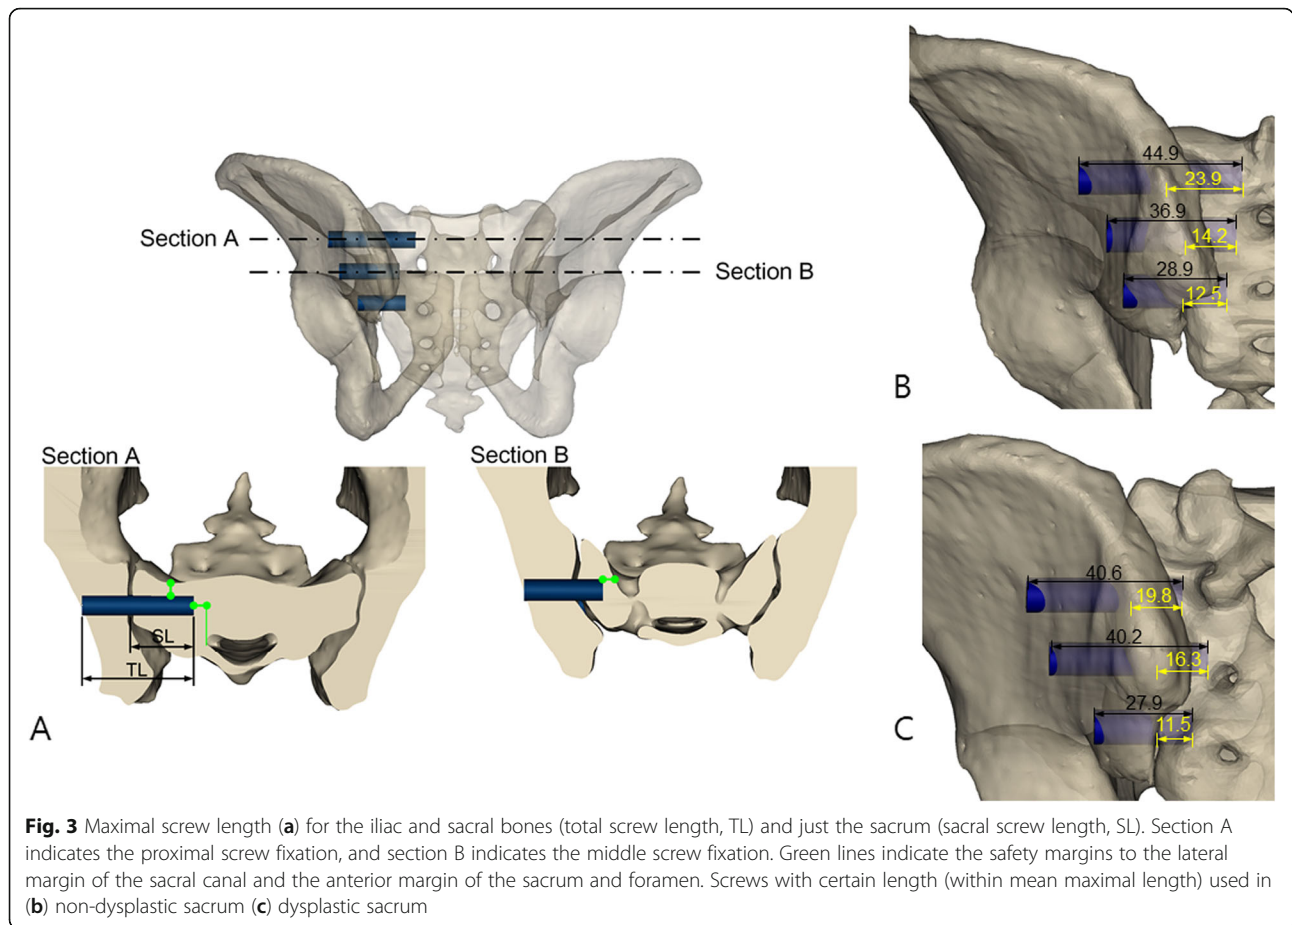 Section A
Section B
Section A
SL
TL
Section B
A
44.9
23.9
36.9
14.2
28.9
12.5
B
40.6
19.8
40.2
16.3
27.9
11.5
C
Fig. 3 Maximal screw length (a) for the iliac and sacral bones (total screw length, TL) and just the sacrum (sacral screw length, SL). Section A
indicates the proximal screw fixation, and section B indicates the middle screw fixation. Green lines indicate the safety margins to the lateral
margin of the sacral canal and the anterior margin of the sacrum and foramen. Screws with certain length (within mean maximal length) used in
(b) non-dysplastic sacrum (c) dysplastic sacrum